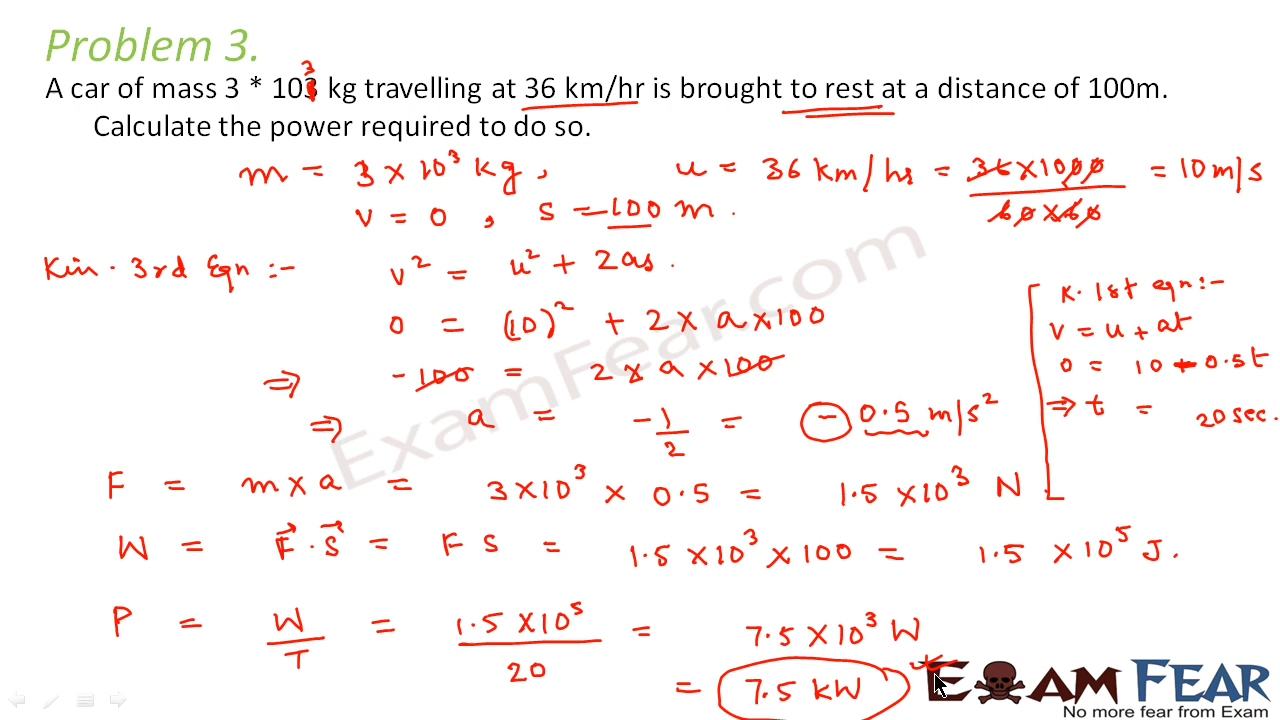 Problem 3.
3
A car of mass 3 * 103 kg travelling at 36 km/hr is brought to rest at a distance of 100m.
Calculate the power required to do so.
m = 3 × 10³ kg , u = 36 km/hr = 36×1000 / 60×60 = 10 m/s
v = 0 , s = 100 m .
Kin . 3rd Eqn :- v² = u² + 2as .
0 = (10)² + 2 × a × 100
⇒ - 100 = 2 × a × 100
⇒ a = - 1/2 = - 0.5 m/s²
K. 1st eqn :-
v = u + at
0 = 10 - 0.5t
⇒ t = 20 sec.
F = m × a = 3 × 10³ × 0.5 = 1.5 × 10³ N
W = F⃗ . S⃗ = F S = 1.5 × 10³ × 100 = 1.5 × 10⁵ J .
P = W/T = 1.5 × 10⁵ / 20 = 7.5 × 10³ W
= 7.5 kW
ExamFear.com
EXAM FEAR
No more fear from Exam